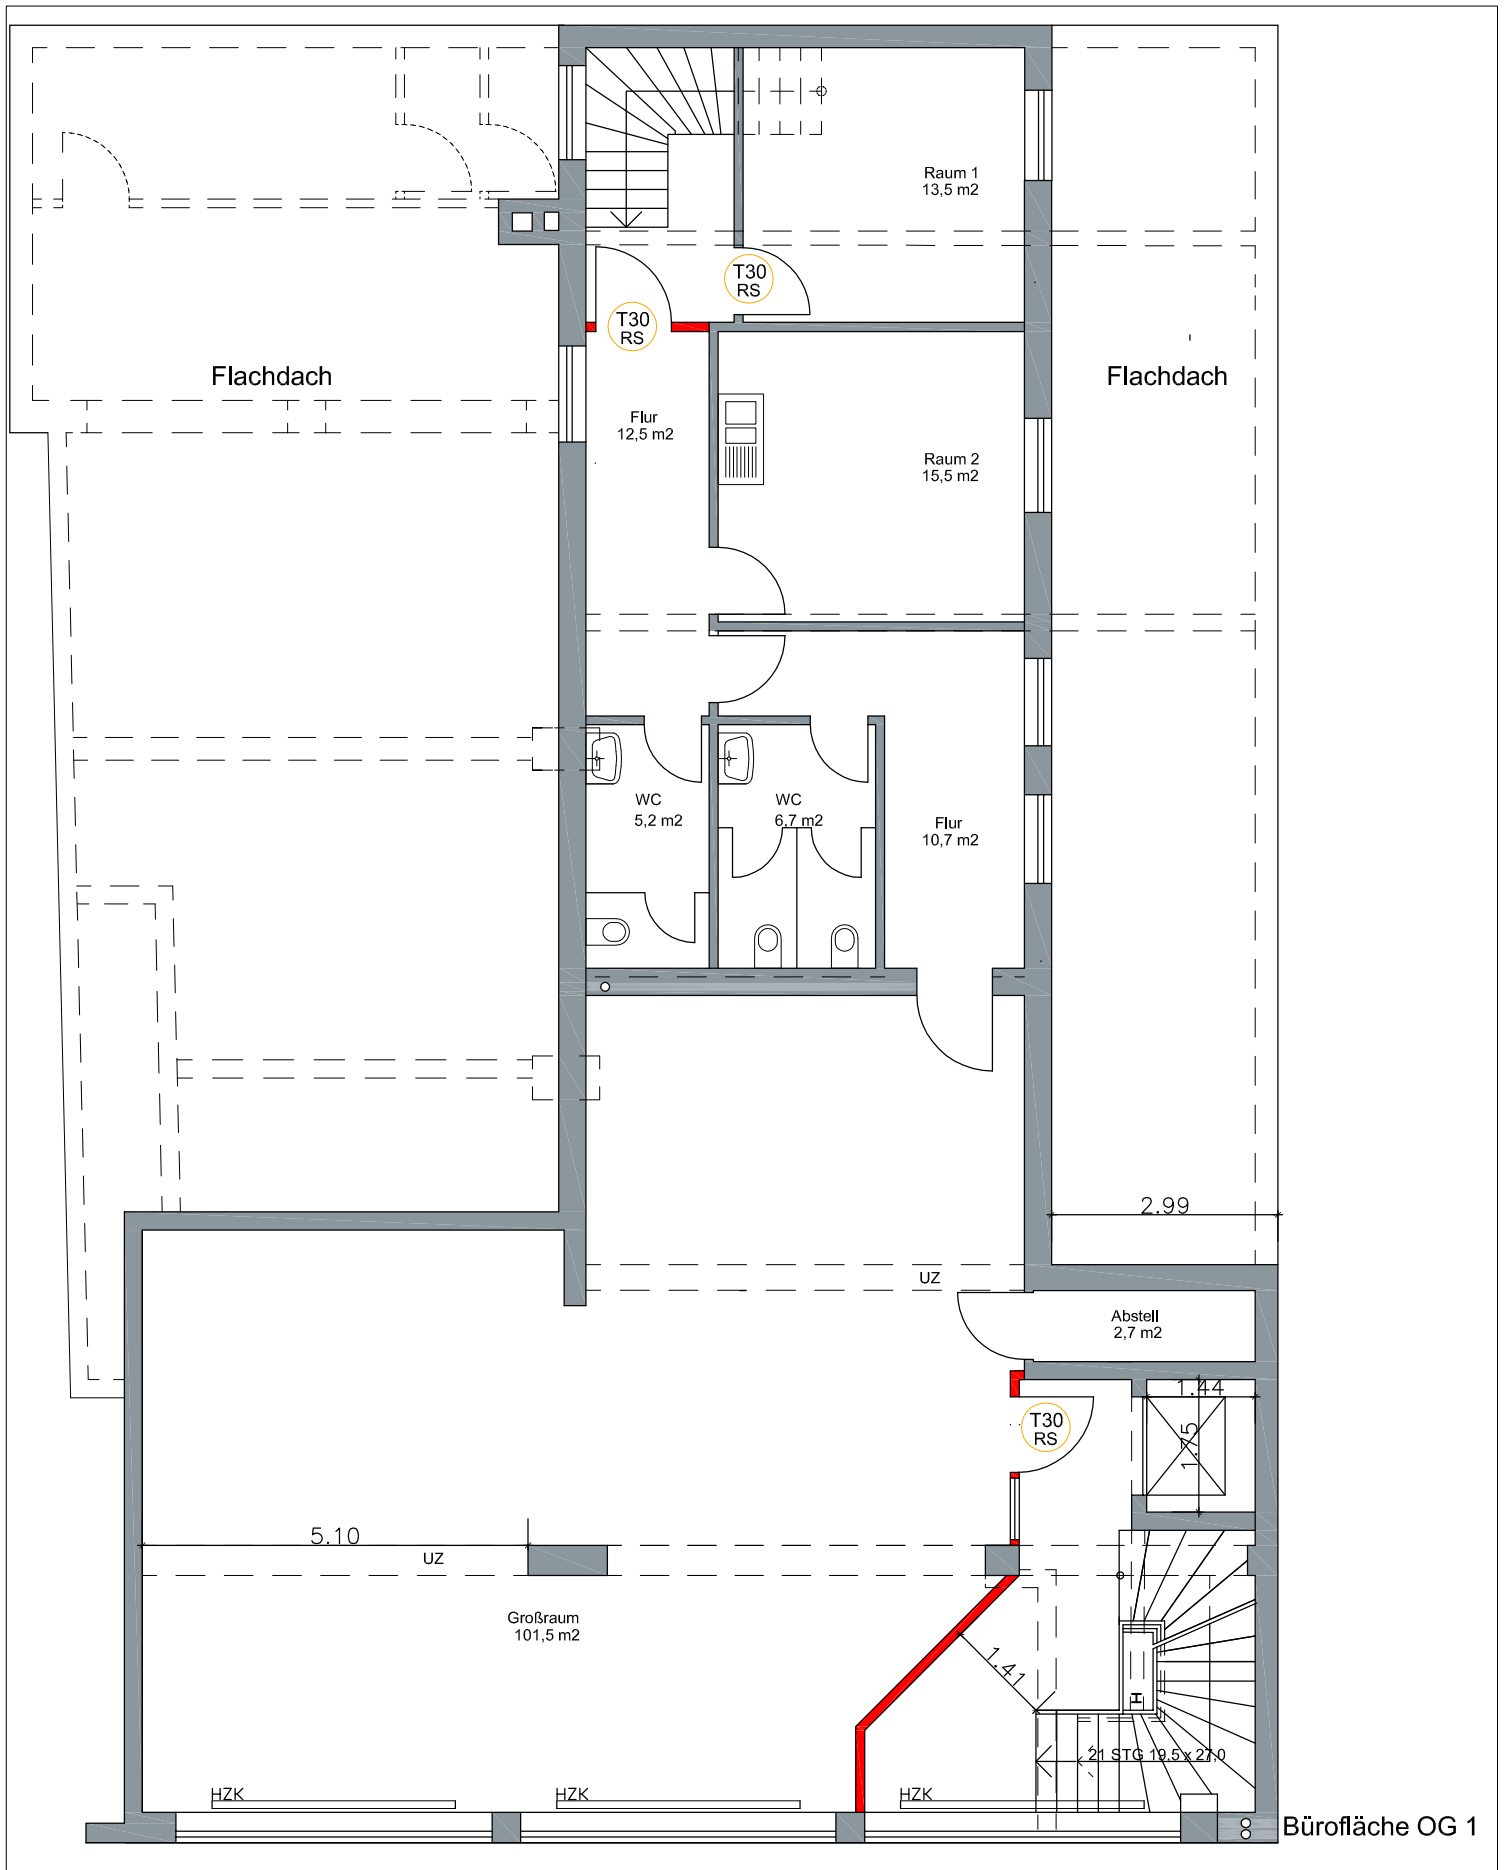 Raum 1
13,5 m2
T30
RS
T30
RS
Flachdach
Flachdach
Flur
12,5 m2
Raum 2
15,5 m2
WC
5,2 m2
WC
6,7 m2
Flur
10,7 m2
2.99
UZ
Abstell
2,7 m2
1.44
1.75
T30
RS
5.10
UZ
Großraum
101,5 m2
1.41
H
21 STG 19,5 x 27,0
HZK
HZK
HZK
Bürofläche OG 1